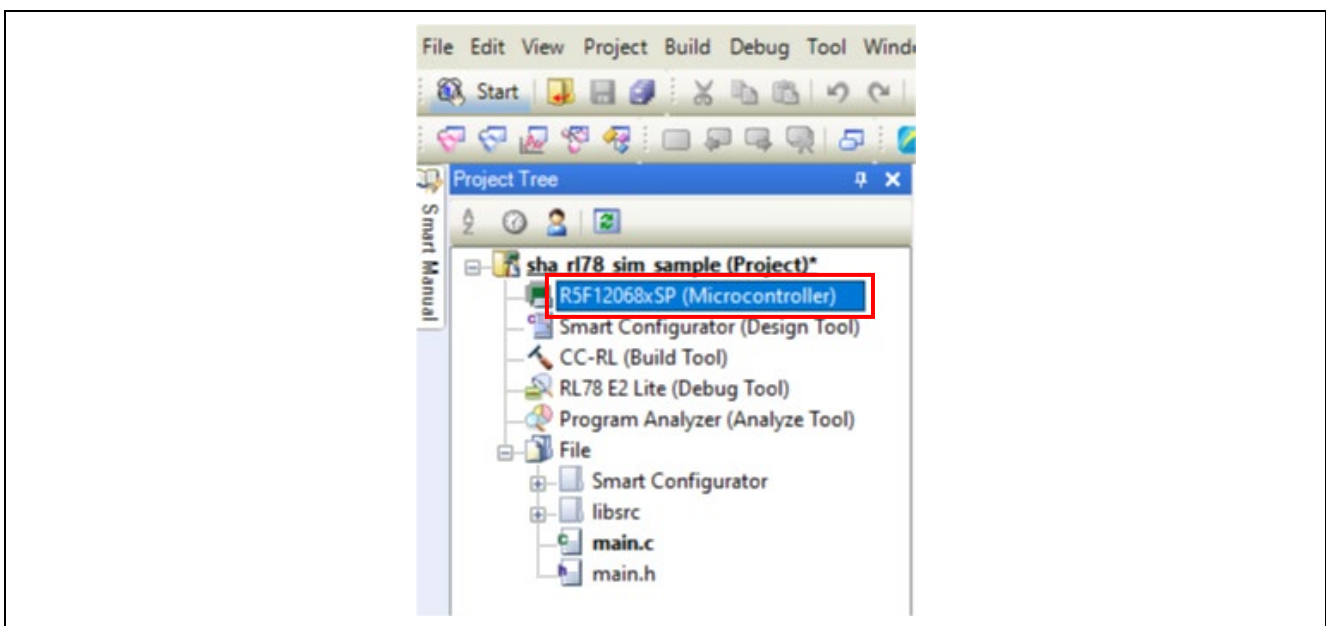 File Edit View Project Build Debug Tool
Start
Project Tree
Smart Manual
sha_rl78_sim_sample (Project)*
R5F12068xSP (Microcontroller)
Smart Configurator (Design Tool)
CC-RL (Build Tool)
RL78 E2 Lite (Debug Tool)
Program Analyzer (Analyze Tool)
File
Smart Configurator
libsrc
main.c
main.h